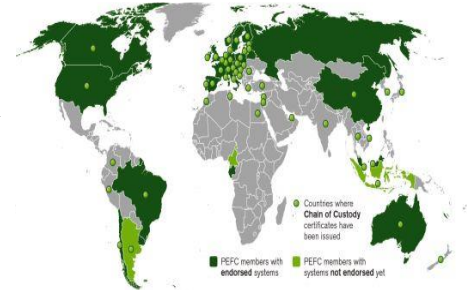 Countries where
Chain of Custody
certificates have
been issued
PEFC members with
endorsed systems
PEFC members with
systems not endorsed yet